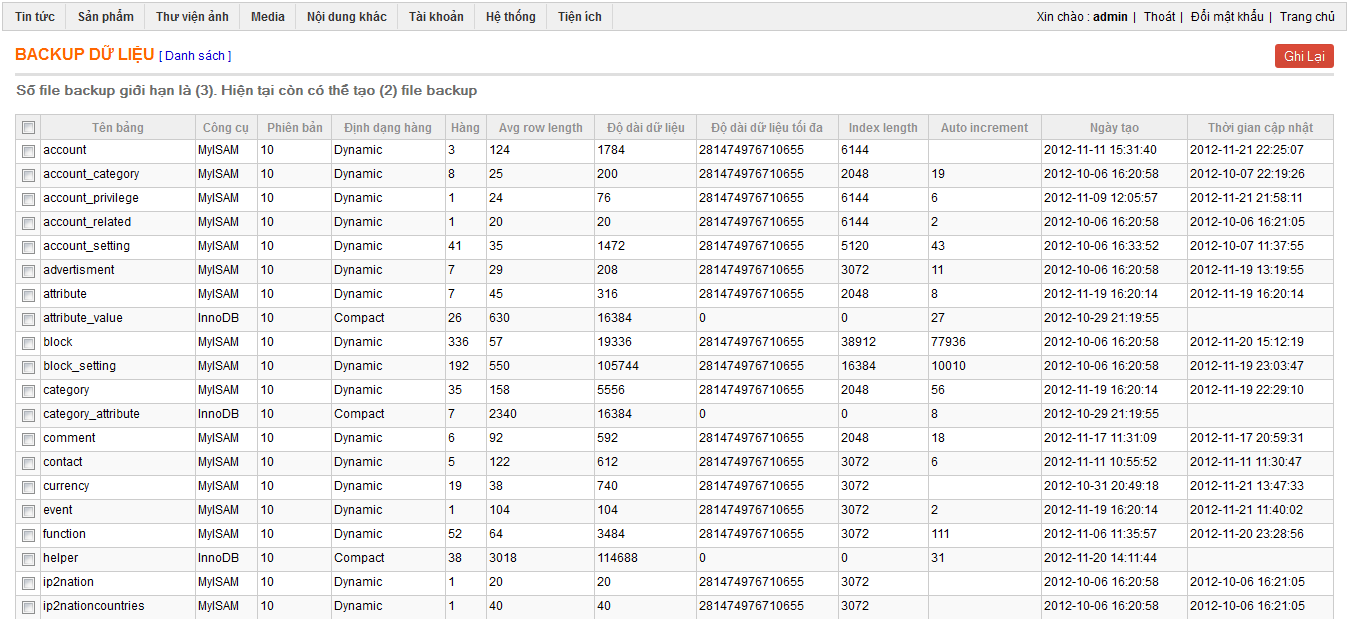 Tin tức Sản phẩm Thư viện ảnh Media Nội dung khác Tài khoản Hệ thống Tiện ích Xin chào : admin | Thoát | Đổi mật khẩu | Trang chủ
BACKUP DỮ LIỆU [ Danh sách ] Ghi Lại
Số file backup giới hạn là (3). Hiện tại còn có thể tạo (2) file backup
Tên bảng Công cụ Phiên bản Định dạng hàng Hàng Avg row length Độ dài dữ liệu Độ dài dữ liệu tối đa Index length Auto increment Ngày tạo Thời gian cập nhật
account MyISAM 10 Dynamic 3 124 1784 281474976710655 6144 2012-11-11 15:31:40 2012-11-21 22:25:07
account_category MyISAM 10 Dynamic 8 25 200 281474976710655 2048 19 2012-10-06 16:20:58 2012-10-07 22:19:26
account_privilege MyISAM 10 Dynamic 1 24 76 281474976710655 6144 6 2012-11-09 12:05:57 2012-11-21 21:58:11
account_related MyISAM 10 Dynamic 1 20 20 281474976710655 6144 2 2012-10-06 16:20:58 2012-10-06 16:21:05
account_setting MyISAM 10 Dynamic 41 35 1472 281474976710655 5120 43 2012-10-06 16:33:52 2012-10-07 11:37:55
advertisment MyISAM 10 Dynamic 7 29 208 281474976710655 3072 11 2012-10-06 16:20:58 2012-11-19 13:19:55
attribute MyISAM 10 Dynamic 7 45 316 281474976710655 2048 8 2012-11-19 16:20:14 2012-11-19 16:20:14
attribute_value InnoDB 10 Compact 26 630 16384 0 0 27 2012-10-29 21:19:55
block MyISAM 10 Dynamic 336 57 19336 281474976710655 38912 77936 2012-10-06 16:20:58 2012-11-20 15:12:19
block_setting MyISAM 10 Dynamic 192 550 105744 281474976710655 16384 10010 2012-10-06 16:20:58 2012-11-19 23:03:47
category MyISAM 10 Dynamic 35 158 5556 281474976710655 2048 56 2012-11-19 16:20:14 2012-11-19 22:29:10
category_attribute InnoDB 10 Compact 7 2340 16384 0 0 8 2012-10-29 21:19:55
comment MyISAM 10 Dynamic 6 92 592 281474976710655 2048 18 2012-11-17 11:31:09 2012-11-17 20:59:31
contact MyISAM 10 Dynamic 5 122 612 281474976710655 3072 6 2012-11-11 10:55:52 2012-11-11 11:30:47
currency MyISAM 10 Dynamic 19 38 740 281474976710655 3072 2012-10-31 20:49:18 2012-11-21 13:47:33
event MyISAM 10 Dynamic 1 104 104 281474976710655 3072 2 2012-11-19 16:20:14 2012-11-21 11:40:02
function MyISAM 10 Dynamic 52 64 3484 281474976710655 3072 111 2012-11-06 11:35:57 2012-11-20 23:28:56
helper InnoDB 10 Compact 38 3018 114688 0 0 31 2012-11-20 14:11:44
ip2nation MyISAM 10 Dynamic 1 20 20 281474976710655 3072 2012-10-06 16:20:58 2012-10-06 16:21:05
ip2nationcountries MyISAM 10 Dynamic 1 40 40 281474976710655 3072 2012-10-06 16:20:58 2012-10-06 16:21:05